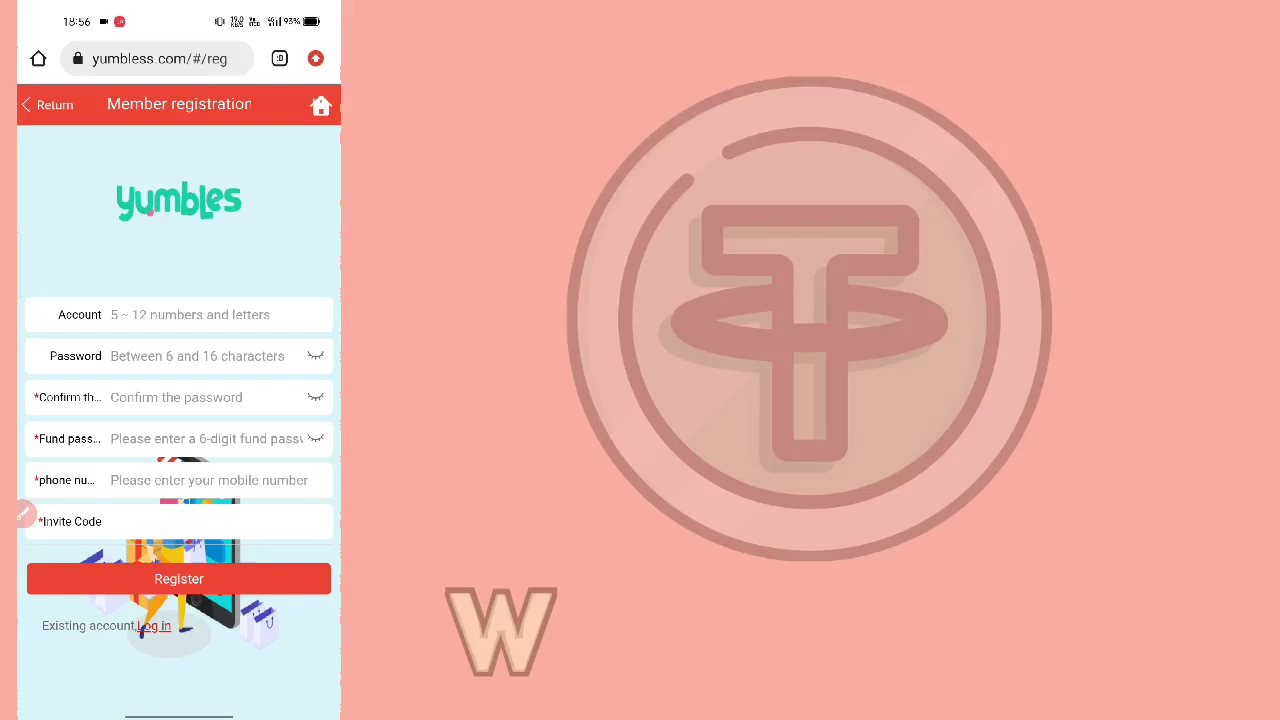 18:56
93%
yumbless.com/#/reg
:D
Return
Member registration
yumbles
Account 5 ~ 12 numbers and letters
Password Between 6 and 16 characters
*Confirm th... Confirm the password
*Fund pass... Please enter a 6-digit fund passw
*phone nu... Please enter your mobile number
*Invite Code
Register
Existing account,Log in
W